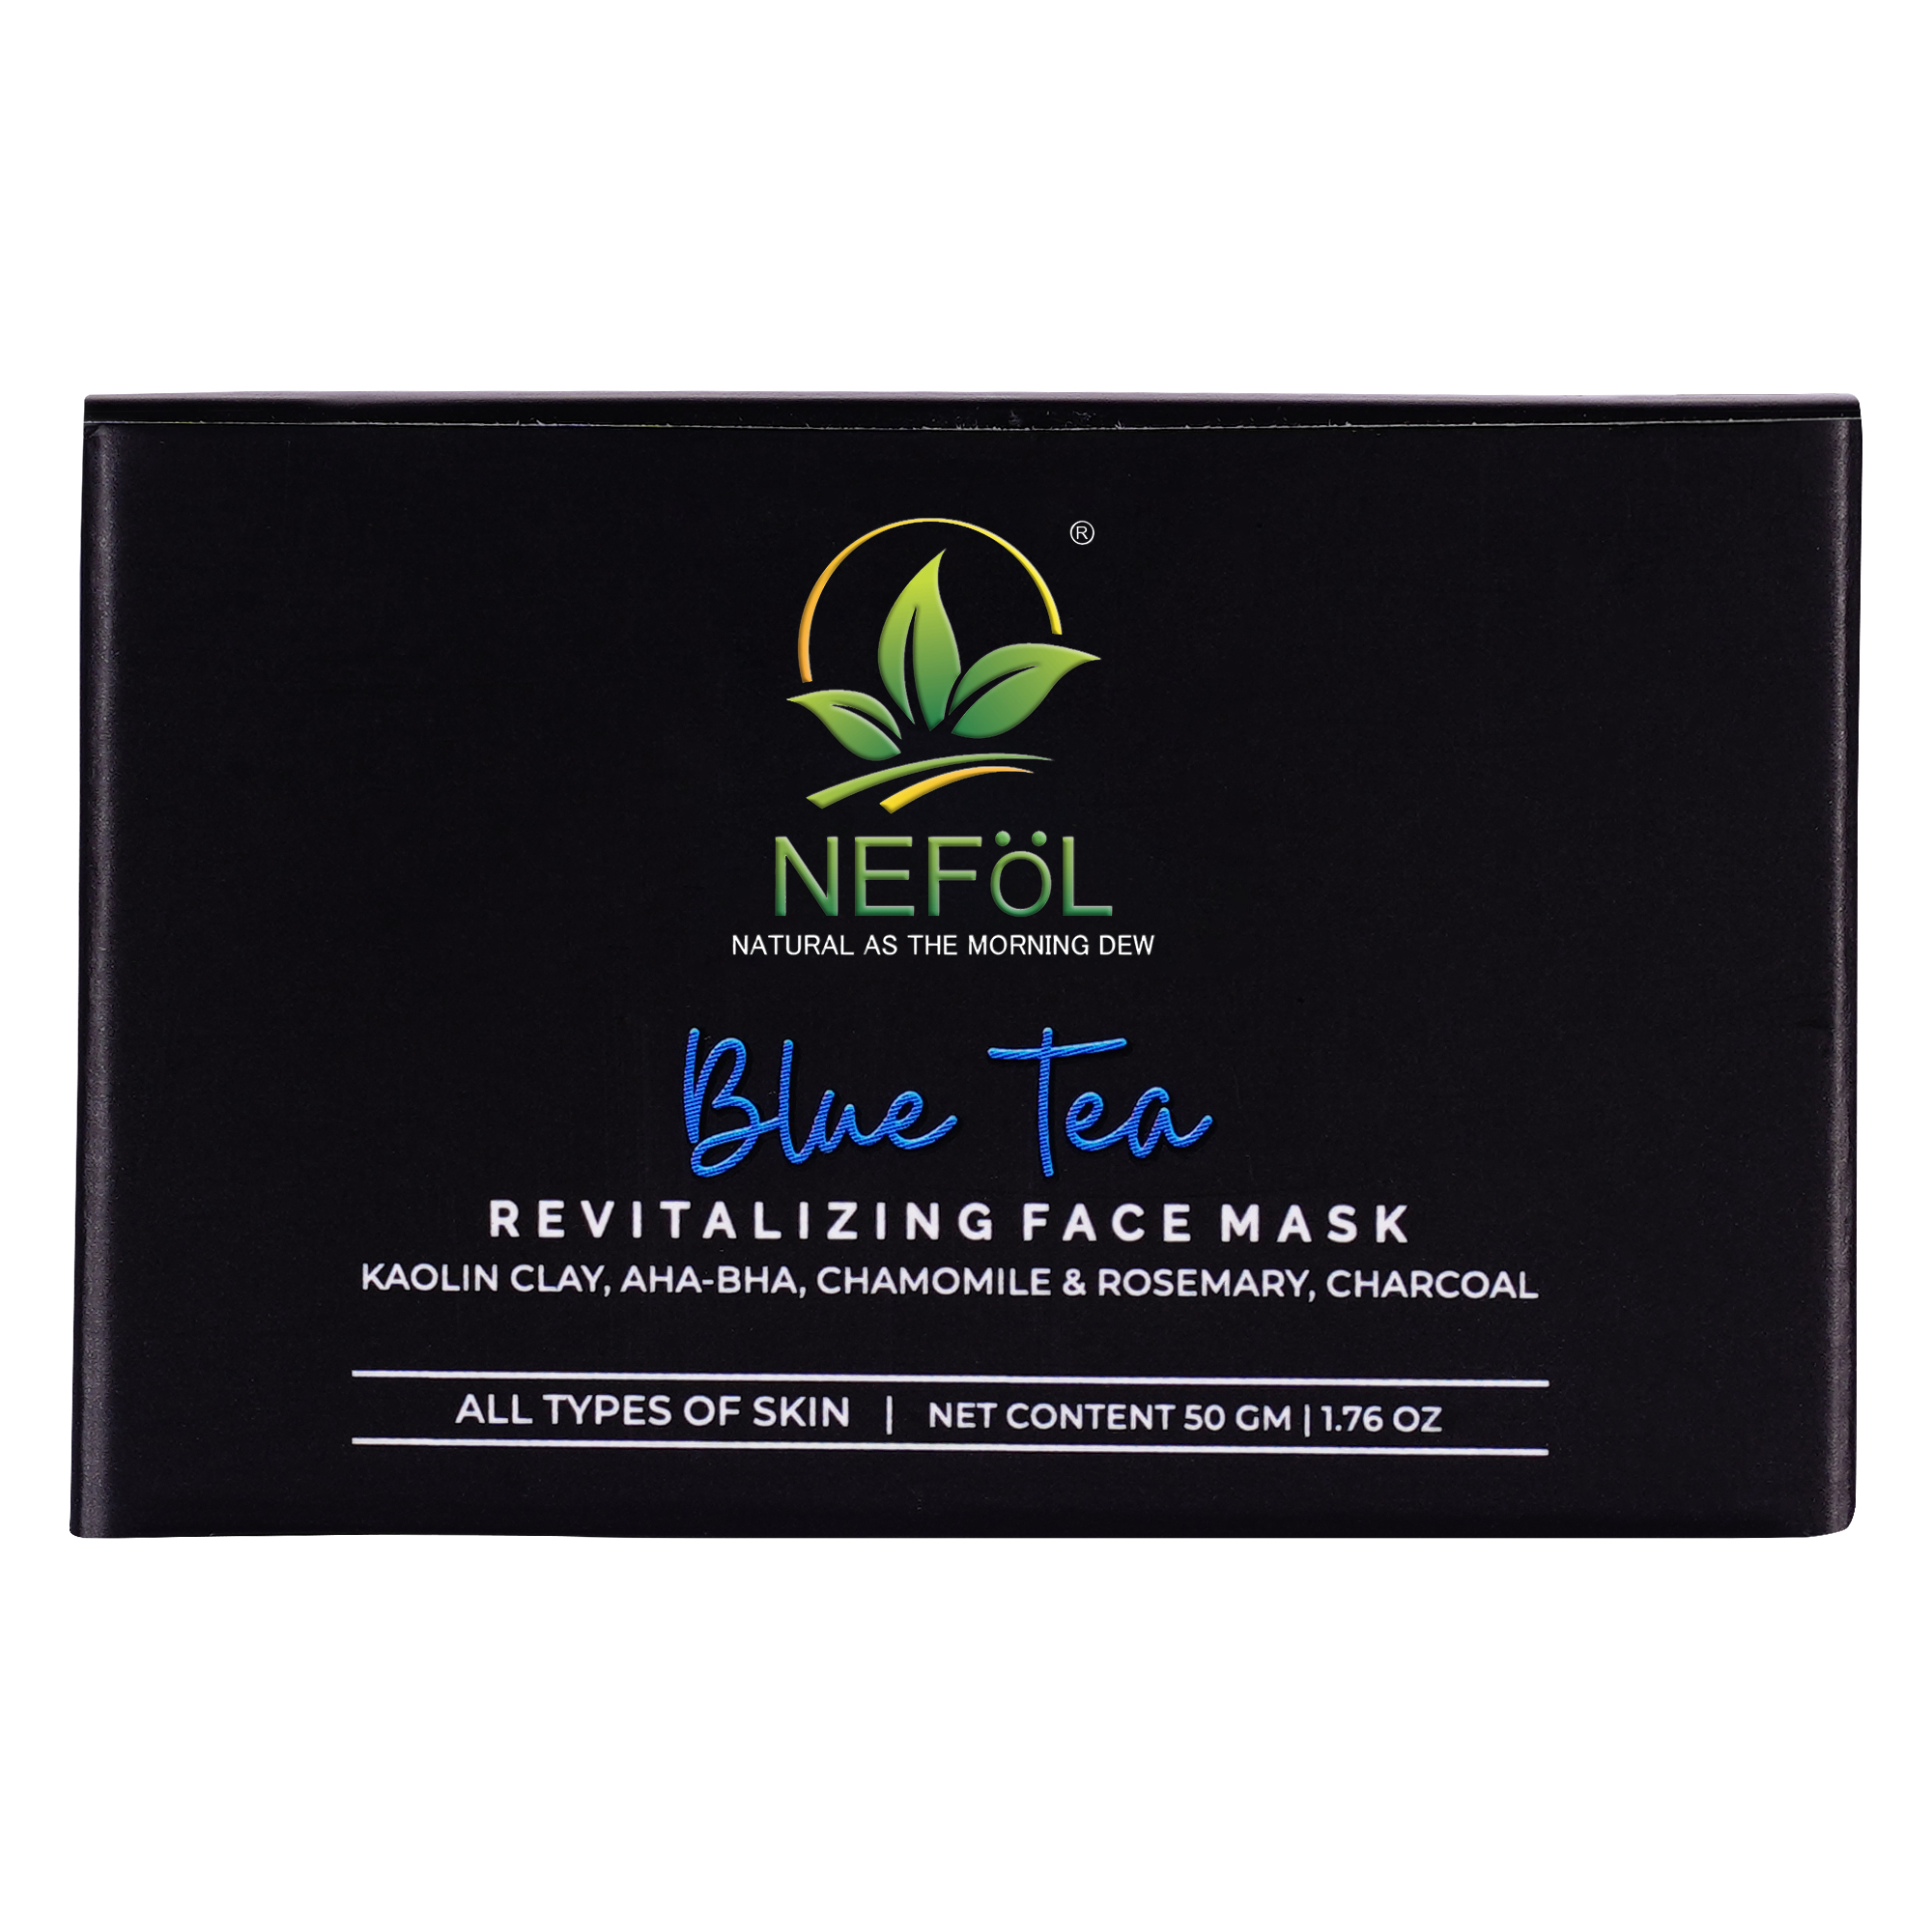 ®
NEFöL
NATURAL AS THE MORNING DEW
Blue Tea
REVITALIZING FACE MASK
KAOLIN CLAY, AHA-BHA, CHAMOMILE & ROSEMARY, CHARCOAL
ALL TYPES OF SKIN | NET CONTENT 50 GM | 1.76 OZ